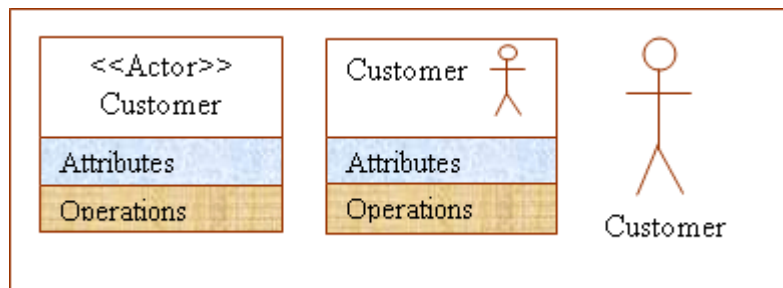 <<Actor>>
Customer
Attributes
Operations
Customer
Attributes
Operations
Customer